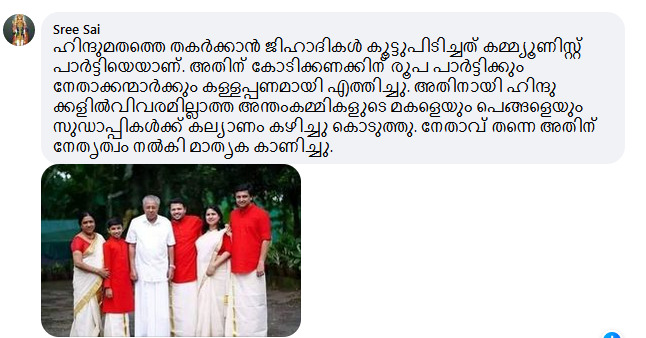 Sree Sai
ഹിന്ദുമതത്തെ തകർക്കാൻ ജിഹാദികൾ കൂട്ടുപിടിച്ചത് കമ്മ്യൂണിസ്റ്റ്
പാർട്ടിയെയാണ്. അതിന് കോടിക്കണക്കിന് രൂപ പാർട്ടിക്കും
നേതാക്കന്മാർക്കും കള്ളപ്പണമായി എത്തിച്ചു. അതിനായി ഹിന്ദു
ക്കളിൽവിവരമില്ലാത്ത അന്തംകമ്മികളുടെ മകളെയും പെങ്ങളെയും
സുഡാപ്പികൾക്ക് കല്യാണം കഴിച്ചു കൊടുത്തു. നേതാവ് തന്നെ അതിന്
നേതൃത്വം നൽകി മാതൃക കാണിച്ചു.